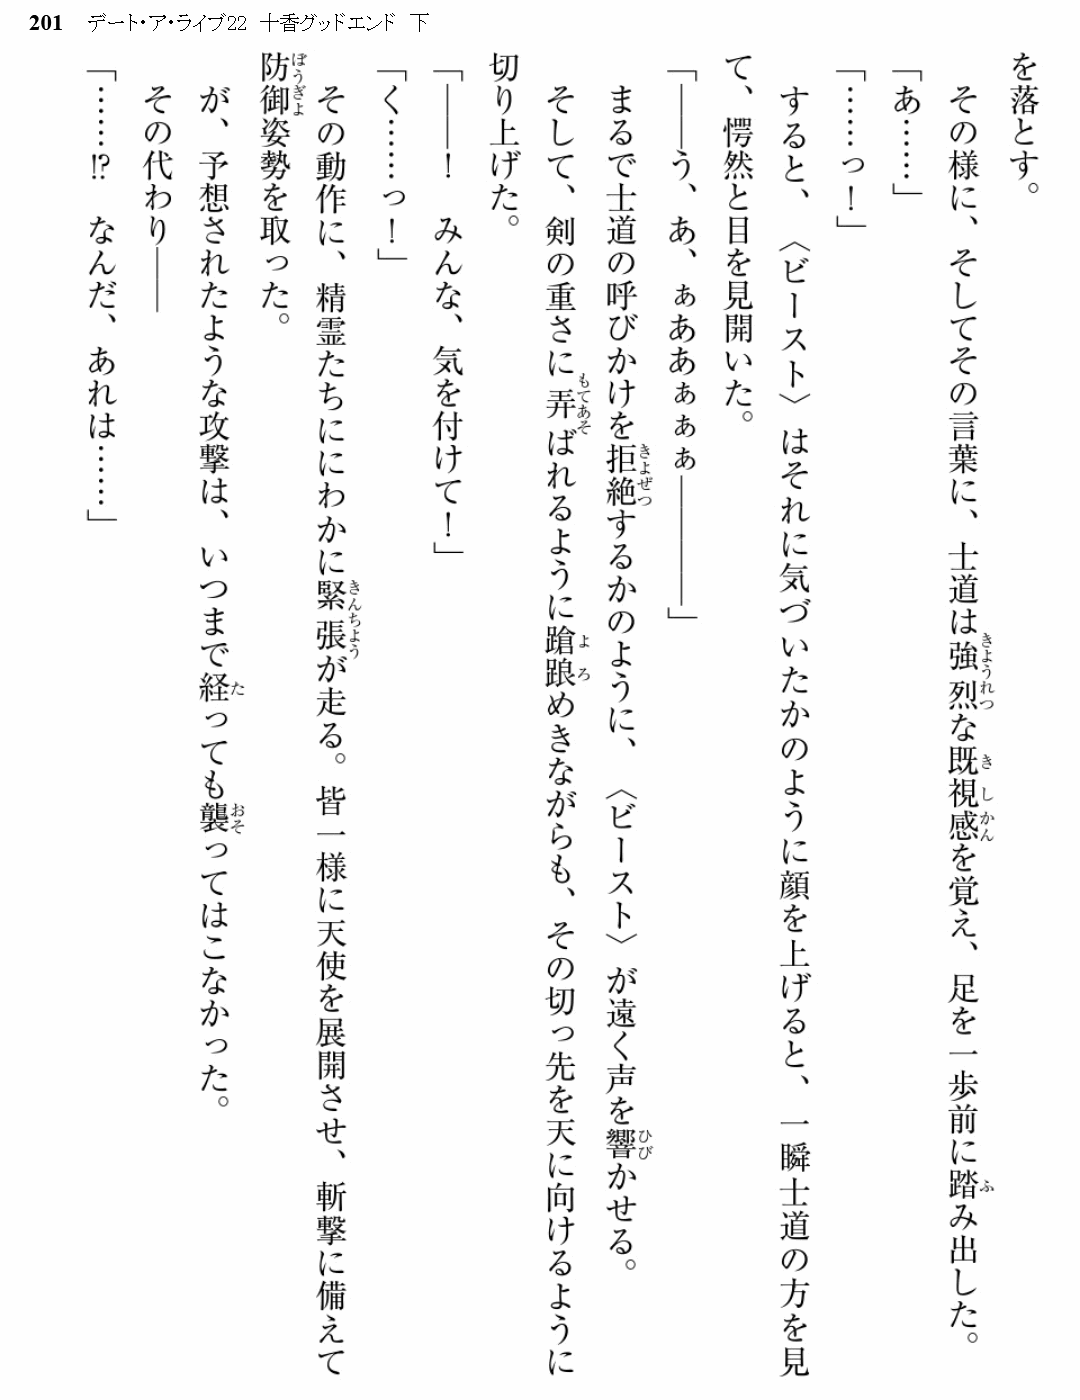 201 デート・ア・ライブ22 十香グッドエンド 下
を落とす。
その様に、そしてその言葉に、士道は強烈な既視感を覚え、足を一歩前に踏み出した。
「あ……」
「……っ！」
すると、〈ビースト〉はそれに気づいたかのように顔を上げると、一瞬士道の方を見
て、愕然と目を見開いた。
「――う、あ、ぁああぁぁぁ――――」
まるで士道の呼びかけを拒絶するかのように、〈ビースト〉が遠く声を響かせる。
そして、剣の重さに弄ばれるように蹌踉めきながらも、その切っ先を天に向けるように
切り上げた。
「――！　みんな、気を付けて！」
「く……っ！」
その動作に、精霊たちににわかに緊張が走る。皆一様に天使を展開させ、斬撃に備えて
防御姿勢を取った。
が、予想されたような攻撃は、いつまで経っても襲ってはこなかった。
その代わり――
「……!?　なんだ、あれは……」